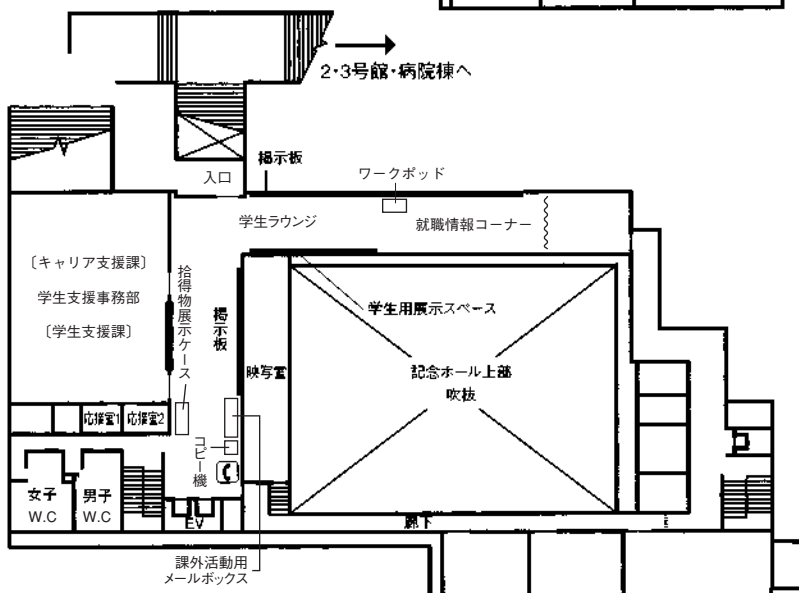 2・3号館・病院棟へ
掲示板
入口
ワークポッド
学生ラウンジ
就職情報コーナー
〔キャリア支援課〕
学生支援事務部
〔学生支援課〕
拾得物展示ケース
掲示板
学生用展示スペース
映写室
記念ホール上部
吹抜
応接室1
応接室2
コピー機
女子
W.C
男子
W.C
EV
廊下
課外活動用
メールボックス